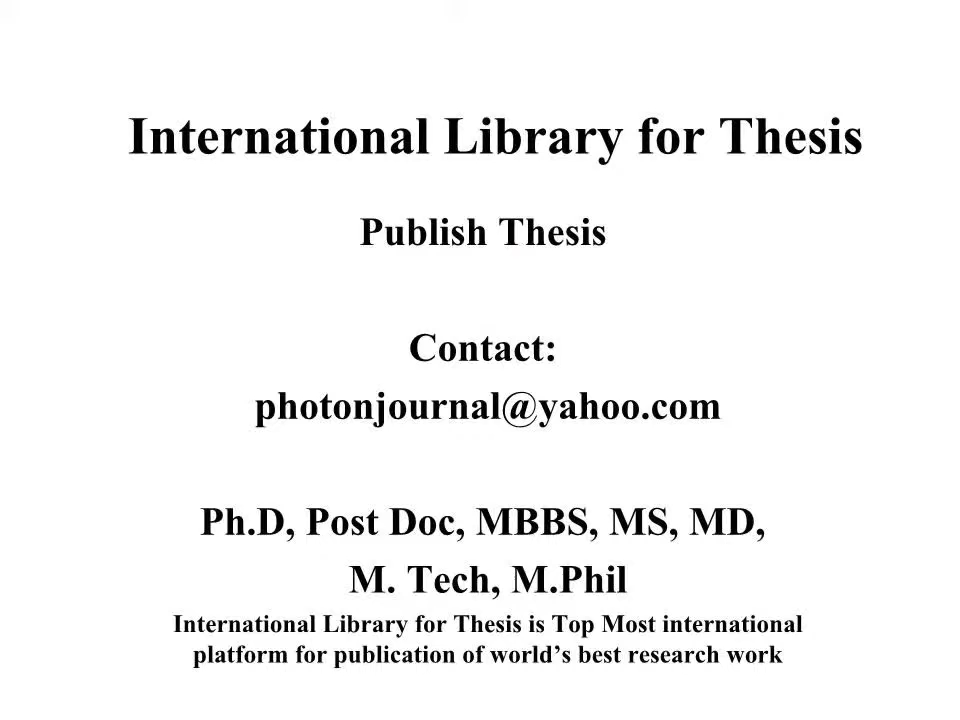 International Library for Thesis
Publish Thesis
Contact:
photonjournal@yahoo.com
Ph.D, Post Doc, MBBS, MS, MD,
M. Tech, M.Phil
International Library for Thesis is Top Most international
platform for publication of world’s best research work